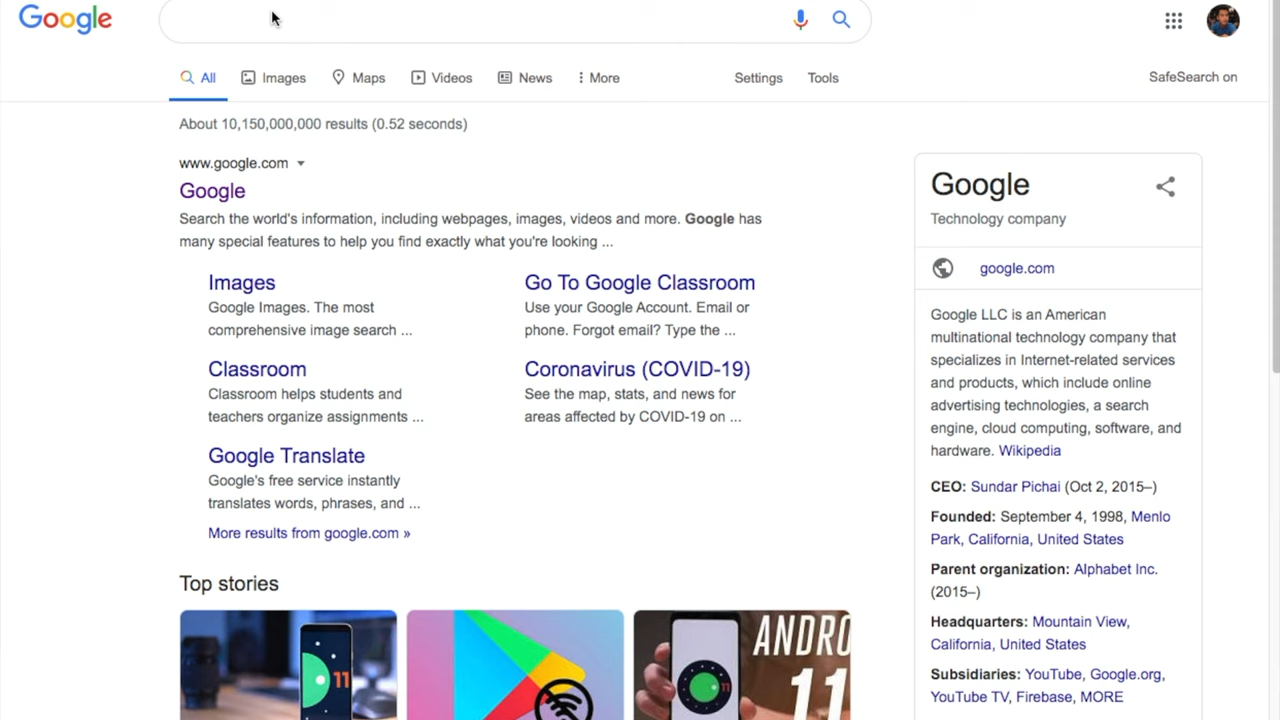 Google
All Images Maps Videos News More Settings Tools SafeSearch on
About 10,150,000,000 results (0.52 seconds)
www.google.com
Google
Search the world's information, including webpages, images, videos and more. Google has
many special features to help you find exactly what you're looking ...
Images
Google Images. The most
comprehensive image search ...
Go To Google Classroom
Use your Google Account. Email or
phone. Forgot email? Type the ...
Classroom
Classroom helps students and
teachers organize assignments ...
Coronavirus (COVID-19)
See the map, stats, and news for
areas affected by COVID-19 on ...
Google Translate
Google's free service instantly
translates words, phrases, and ...
More results from google.com »
Top stories
11
11
ANDRO
11
Google
Technology company
google.com
Google LLC is an American
multinational technology company that
specializes in Internet-related services
and products, which include online
advertising technologies, a search
engine, cloud computing, software, and
hardware. Wikipedia
CEO: Sundar Pichai (Oct 2, 2015–)
Founded: September 4, 1998, Menlo
Park, California, United States
Parent organization: Alphabet Inc.
(2015–)
Headquarters: Mountain View,
California, United States
Subsidiaries: YouTube, Google.org,
YouTube TV, Firebase, MORE